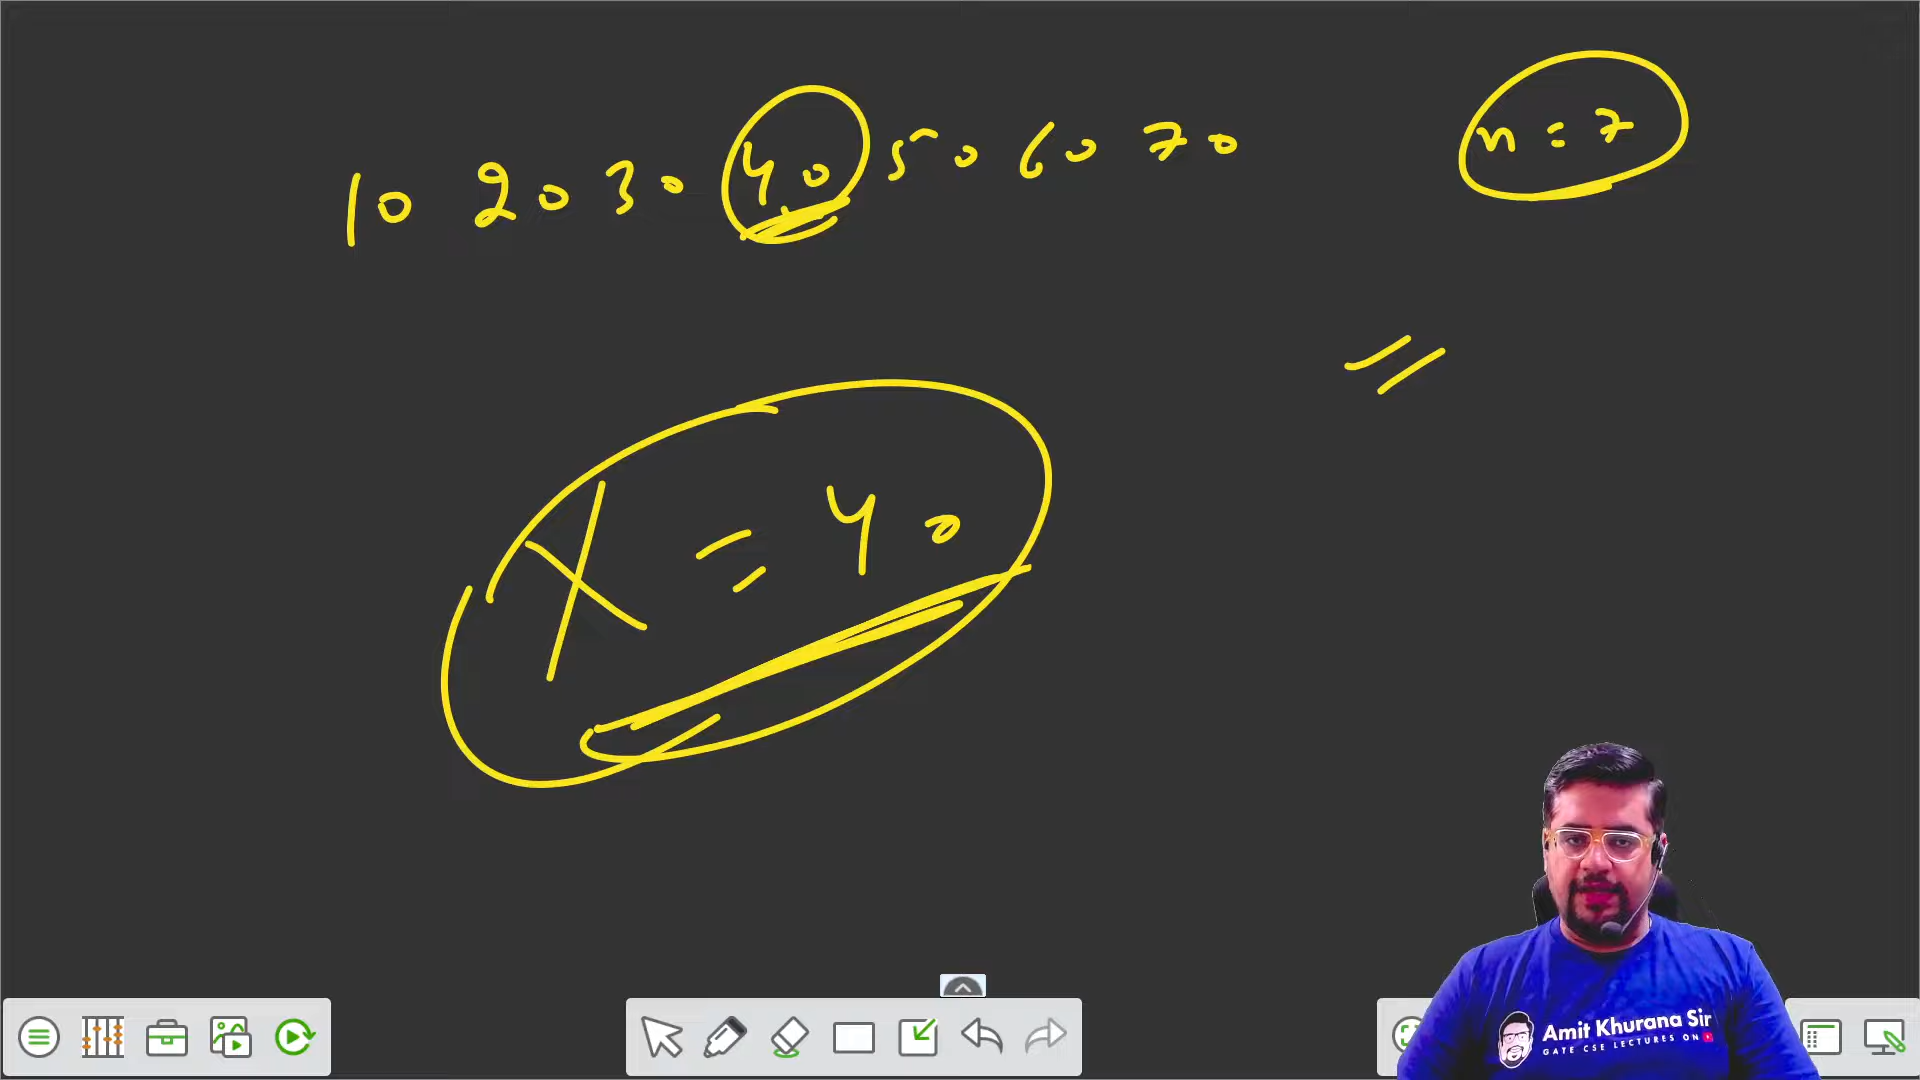 10 20 30 40 50 60 70
n = 7
X = 40
Amit Khurana Sir
GATE CSE LECTURES ON